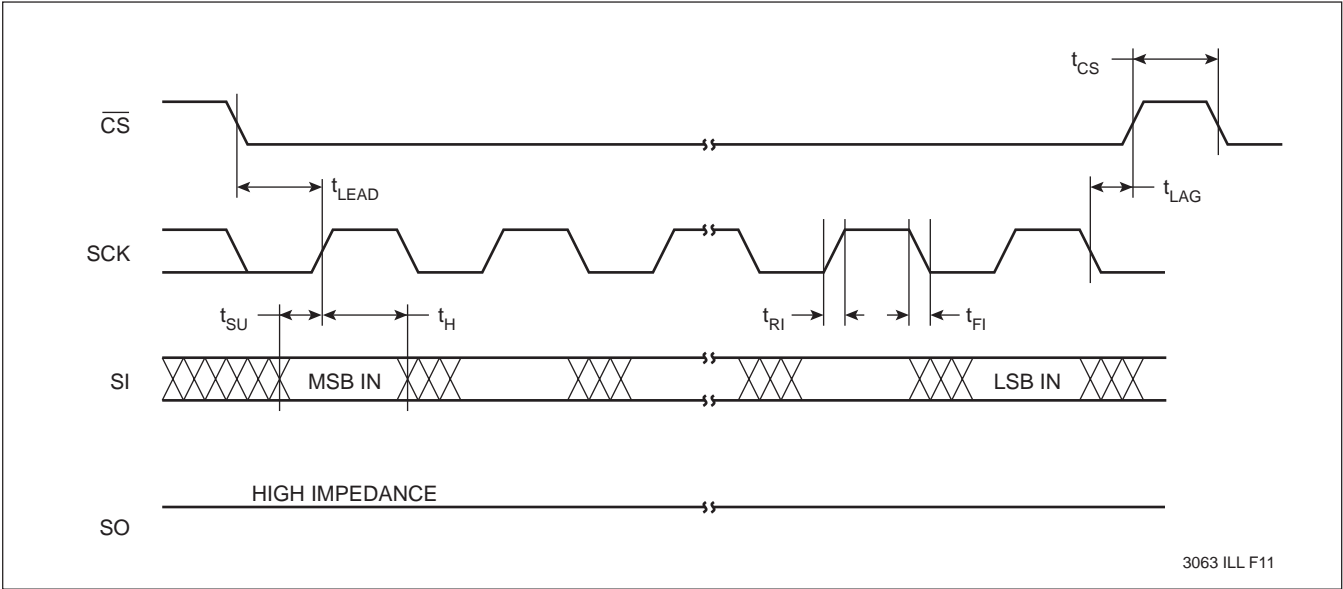 tCS
CS
tLEAD
tLAG
SCK
tSU
tH
tRI
tFI
SI
MSB IN
LSB IN
HIGH IMPEDANCE
SO
3063 ILL F11